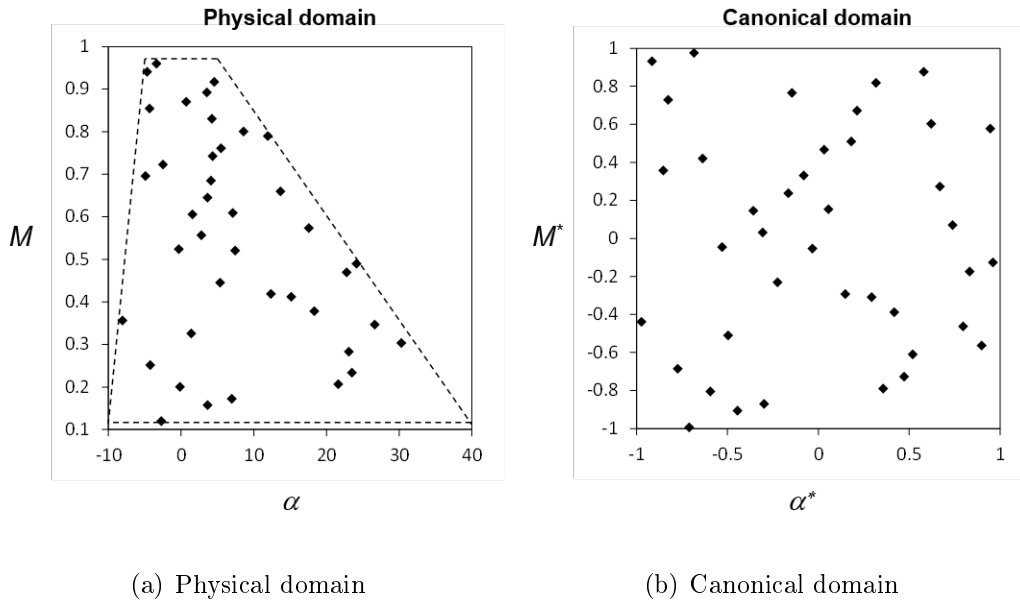 Physical domain
1
0.9
0.8
0.7
0.6
0.5
0.4
0.3
0.2
0.1
M
-10 0 10 20 30 40
α
(a) Physical domain
Canonical domain
1
0.8
0.6
0.4
0.2
0
-0.2
-0.4
-0.6
-0.8
-1
M*
-1 -0.5 0 0.5 1
α*
(b) Canonical domain